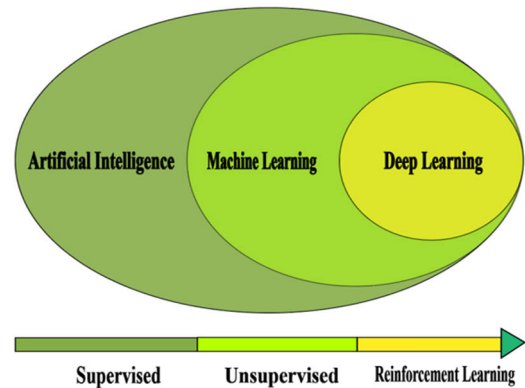 Artificial Intelligence
Machine Learning
Deep Learning
Supervised
Unsupervised
Reinforcement Learning